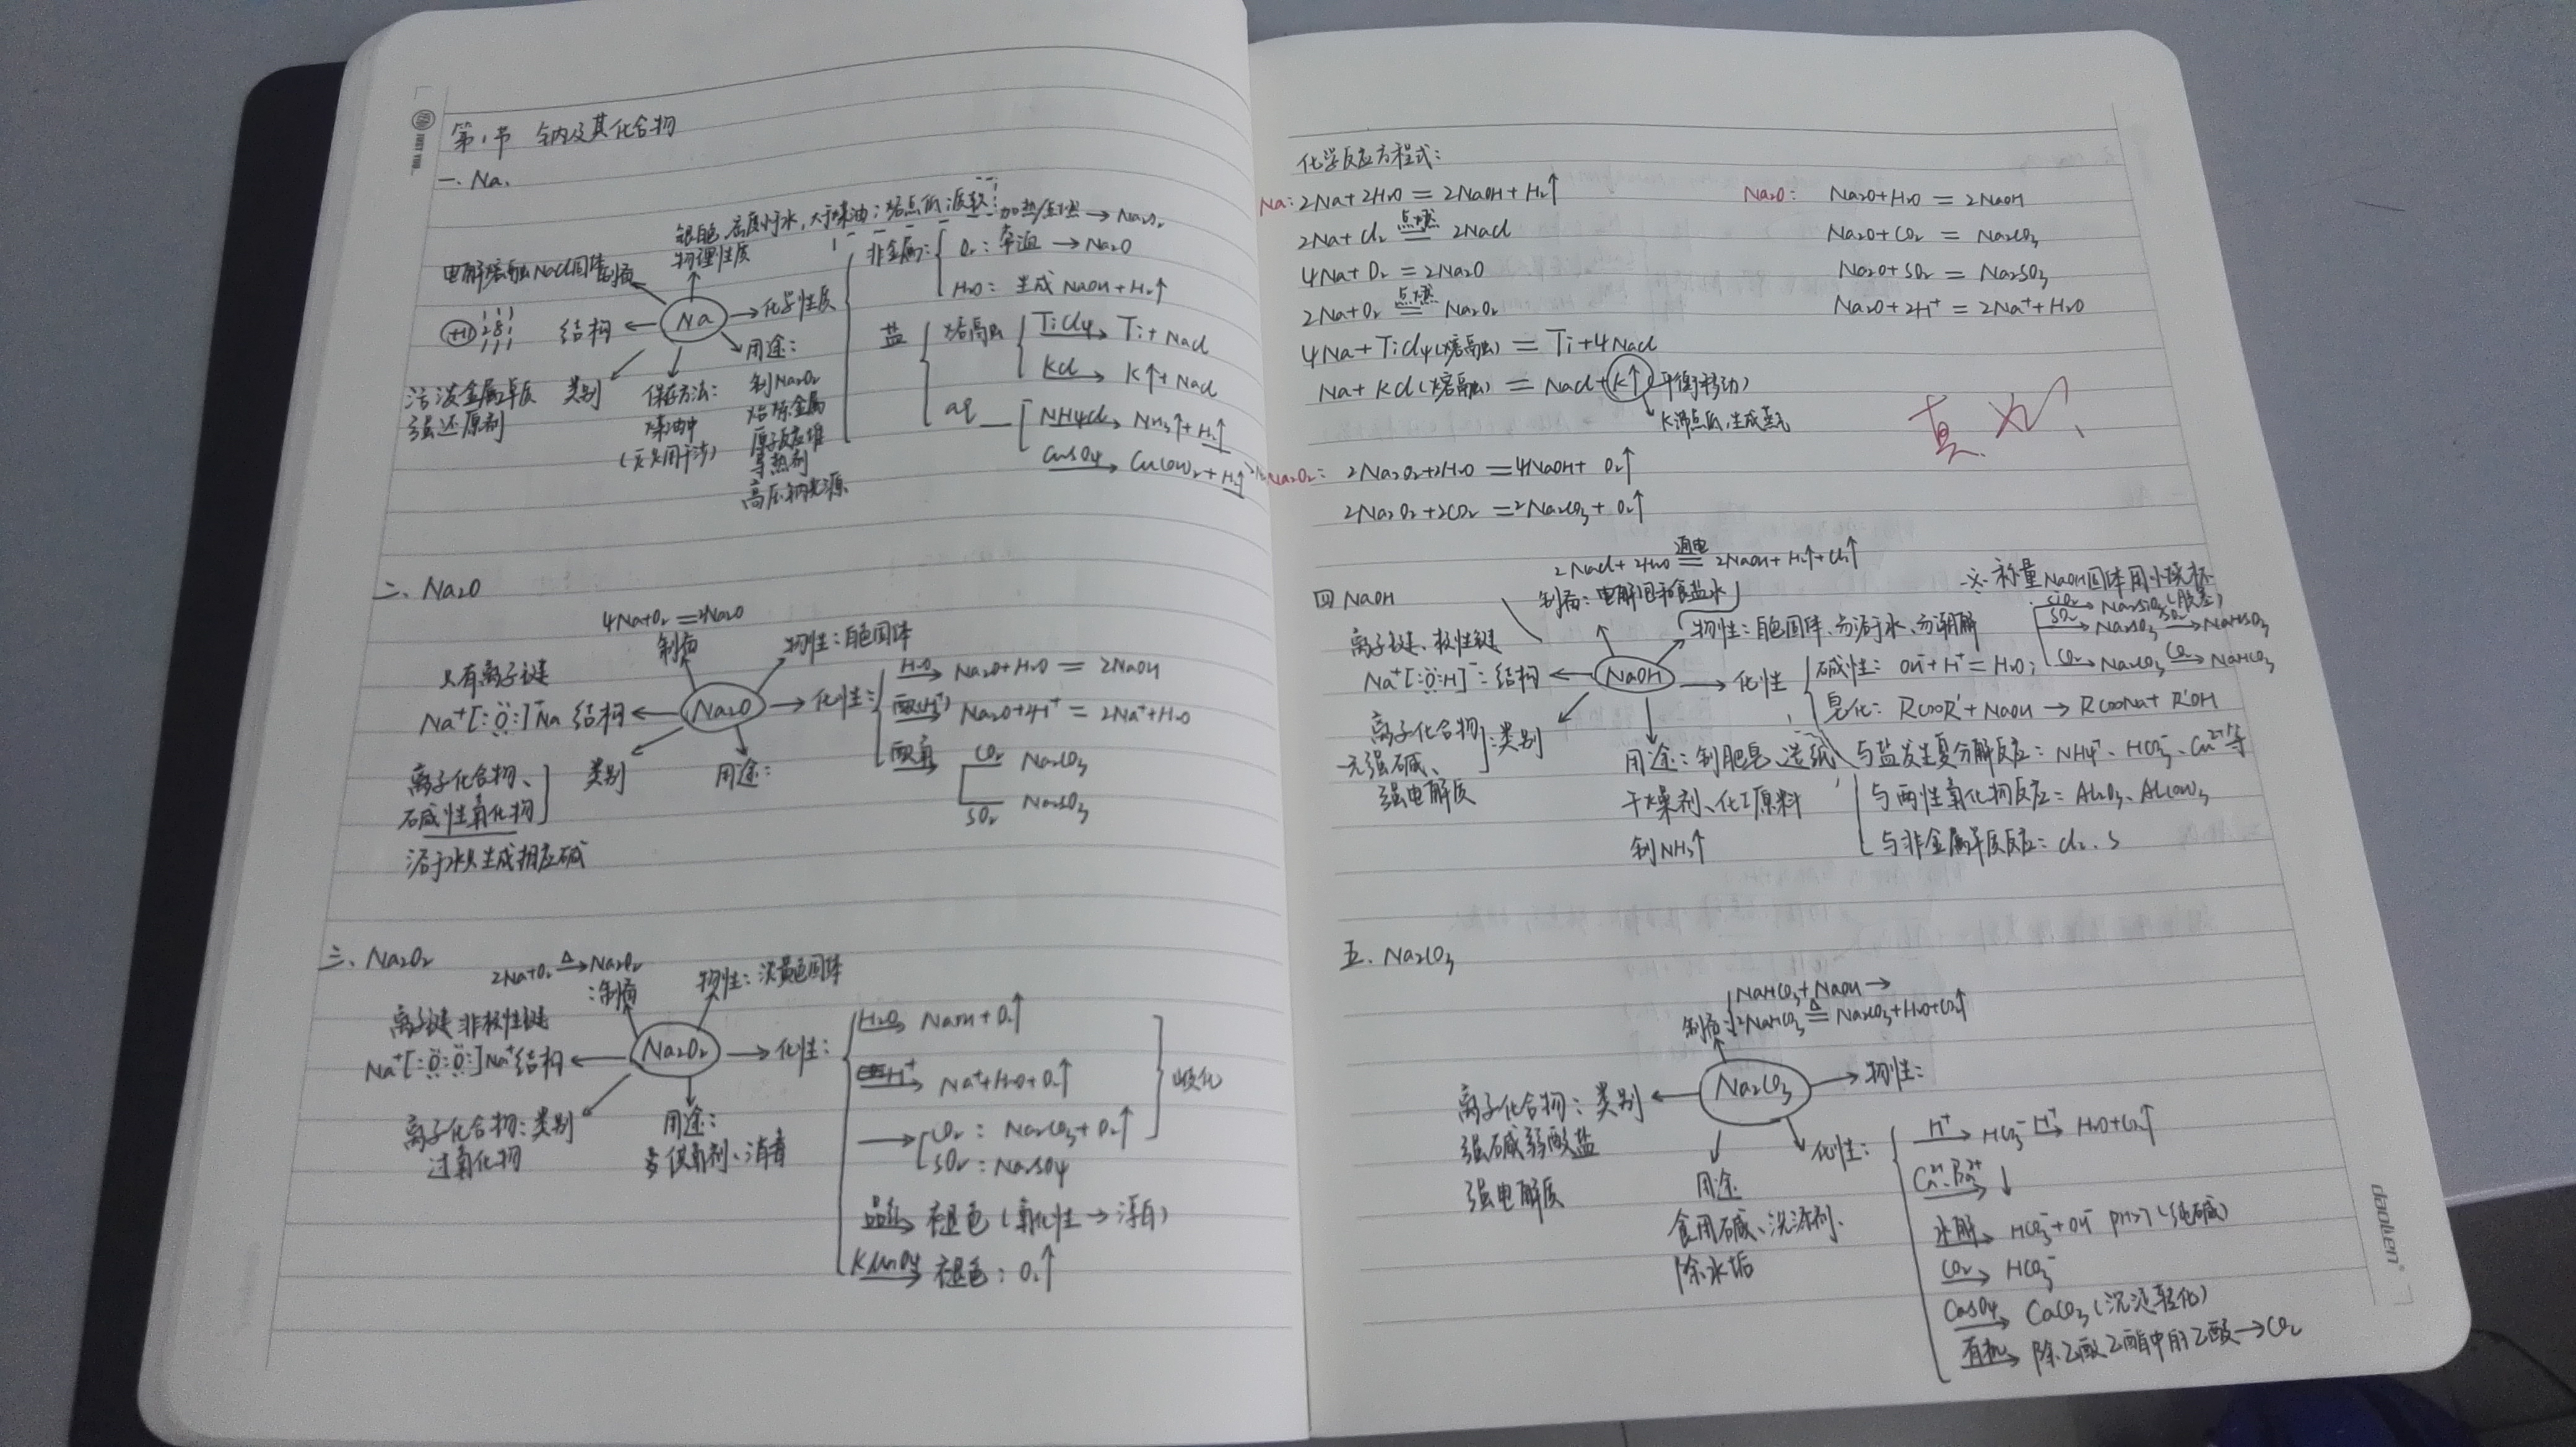 第1节 钠及其化合物
一. Na.
银白 密度小于水,大于煤油;熔点低 质软
物理性质
电解熔融NaCl固体 制备
Na
结构
+11 2 8 1
活泼金属单质
强还原剂
类别
保存方法:
煤油中
用途:
制Na2O2
冶炼金属
原子反应堆
导热剂
高压钠光源
化学性质
非金属:
加热/点燃 → Na2O2
O2: 常温 → Na2O
H2O: 生成 NaOH + H2↑
盐
熔融
TiCl4 → Ti + NaCl
KCl → K↑ + NaCl
aq
NH4Cl → NH3↑ + H2↑
CuSO4 → Cu(OH)2 + H2↑
二、Na2O
4Na+O2=2Na2O
制备
物性: 白色固体
只有离子键
Na+[:Ö:]Na 结构
Na2O
化性:
H2O → Na2O+H2O = 2NaOH
酸(H+) → Na2O+2H+ = 2Na++H2O
酸氧
CO2 Na2CO3
SO2 Na2SO3
离子化合物、
碱性氧化物
类别
用途:
溶于水只生成相应碱
三、Na2O2
2Na+O2 △→ Na2O2
:制备
物性: 淡黄色固体
离子键 非极性键
Na+[:Ö:Ö:]Na+ 结构
Na2O2
化性:
H2O → NaOH + O2↑
H+ → Na++H2O+O2↑
歧化
→ CO2: Na2CO3+O2↑
SO2: Na2SO4
品红 → 褪色 (氧化性→漂白)
KMnO4 → 褪色: O2↑
离子化合物: 类别
过氧化物
用途:
供氧剂、消毒
化学反应方程式:
Na: 2Na+2H2O = 2NaOH+H2↑
2Na+Cl2 点燃= 2NaCl
4Na+O2 = 2Na2O
2Na+O2 点燃= Na2O2
4Na+TiCl4(熔融) = Ti+4NaCl
Na+KCl(熔融) = NaCl+K↑(平衡移动)
K沸点低,生成蒸气
Na2O: Na2O+H2O = 2NaOH
Na2O+CO2 = Na2CO3
Na2O+SO2 = Na2SO3
Na2O+2H+ = 2Na++H2O
Na2O2: 2Na2O2+2H2O =4NaOH+ O2↑
2Na2O2+2CO2 =2Na2CO3+ O2↑
四 NaOH
2NaCl+2H2O 通电= 2NaOH+H2↑+Cl2↑
制备: 电解饱和食盐水
※ 称量NaOH固体用小烧杯
物性: 白色固体、易溶于水、易潮解
离子键、极性键
Na+[:Ö:H]-: 结构
NaOH
化性
碱性: OH-+H+=H2O;
SiO2 → Na2SiO3(胶塞)
SO2 → Na2SO3 SO2→ NaHSO3
CO2 → Na2CO3 CO2→ NaHCO3
皂化: RCOOR'+NaOH → RCOONa+ R'OH
与盐发生复分解反应: NH4+、HCO3-、Cu2+等
与两性氧化物反应: Al2O3、Al(OH)3
与非金属单质反应: Cl2、S
离子化合物
一元强碱、
强电解质
:类别
用途: 制肥皂、造纸
干燥剂、化工原料
制NH3↑
五. Na2CO3
制备:
NaHCO3+NaOH→
2NaHCO3 △= Na2CO3+H2O+CO2↑
物性:
Na2CO3
离子化合物: 类别
强碱弱酸盐
强电解质
用途
食用碱、洗涤剂、
除水垢
化性:
H+ → HCO3- H+→ H2O+CO2↑
Ca2+、Ba2+ → ↓
水解 → HCO3-+OH- pH>7 (纯碱)
CO2 → HCO3-
CaSO4 → CaCO3 (沉淀转化)
有机 → 除乙酸乙酯中的乙酸→CO2
daolien